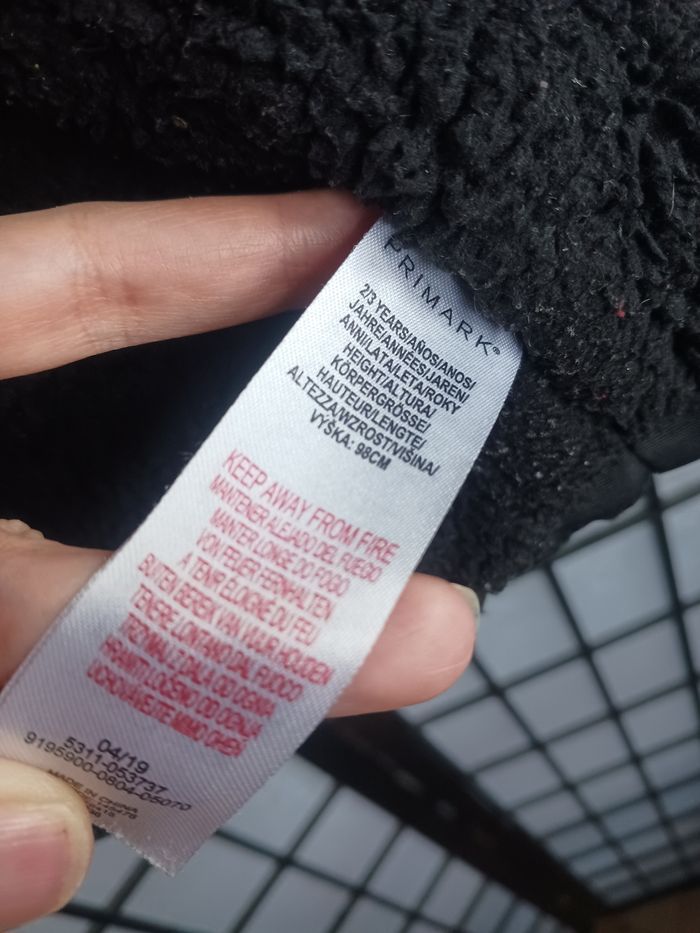 PRIMARK®
2/3 YEARS/AÑOS/ANOS/
JAHRE/ANNÉES/JAREN/
ANNI/LATA/LETA/ROKY
HEIGHT/ALTURA/
KÖRPERGRÖSSE/
HAUTEUR/LENGTE/
ALTEZZA/WZROST/VIŠINA/
VÝŠKA: 98CM
KEEP AWAY FROM FIRE
MANTENER ALEJADO DEL FUEGO
MANTER LONGE DO FOGO
VON FEUER FERNHALTEN
A TENIR ÉLOIGNÉ DU FEU
BUITEN BEREIK VAN VUUR HOUDEN
TENERE LONTANO DAL FUOCO
TRZYMAĆ Z DALA OD OGNIA
HRANITI LOČENO OD OGNJA
UCHOVÁVEJTE MIMO OHEŇ
04/19
5311-053737
9195900-0804-05070
MADE IN CHINA